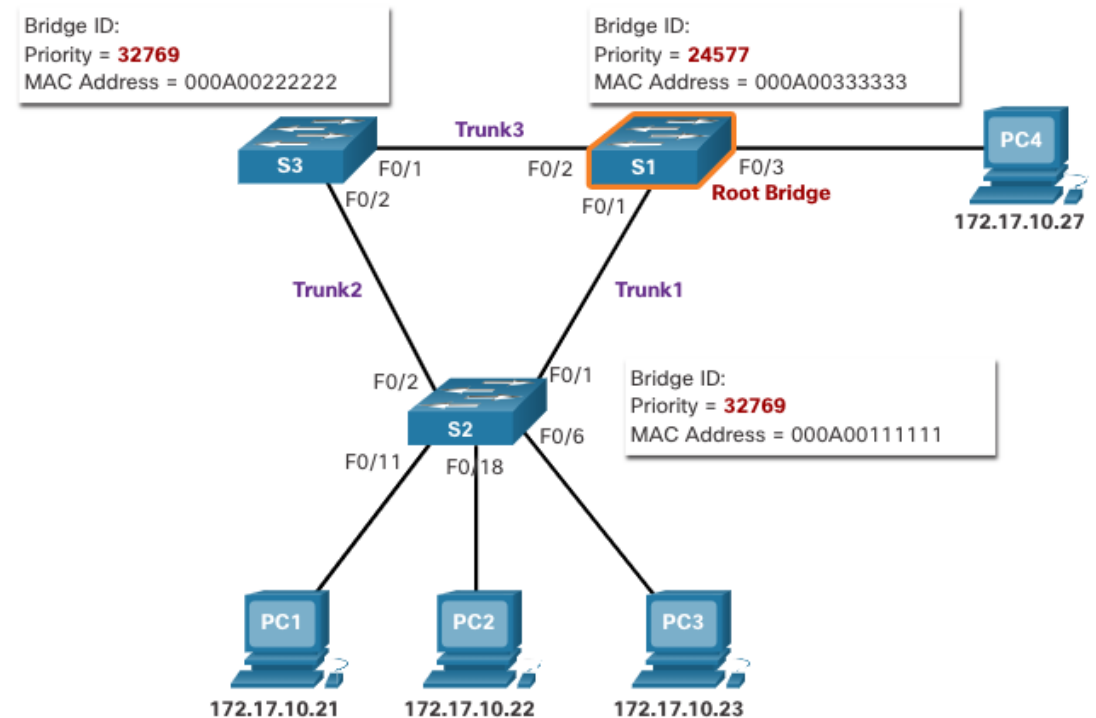 Bridge ID:
Priority = 32769
MAC Address = 000A00222222
Bridge ID:
Priority = 24577
MAC Address = 000A00333333
Trunk3
PC4
S3
F0/1
F0/2
S1
F0/3
F0/2
F0/1
Root Bridge
172.17.10.27
Trunk2
Trunk1
F0/2
F0/1
Bridge ID:
Priority = 32769
MAC Address = 000A00111111
S2
F0/6
F0/11
F0/18
PC1
PC2
PC3
172.17.10.21
172.17.10.22
172.17.10.23